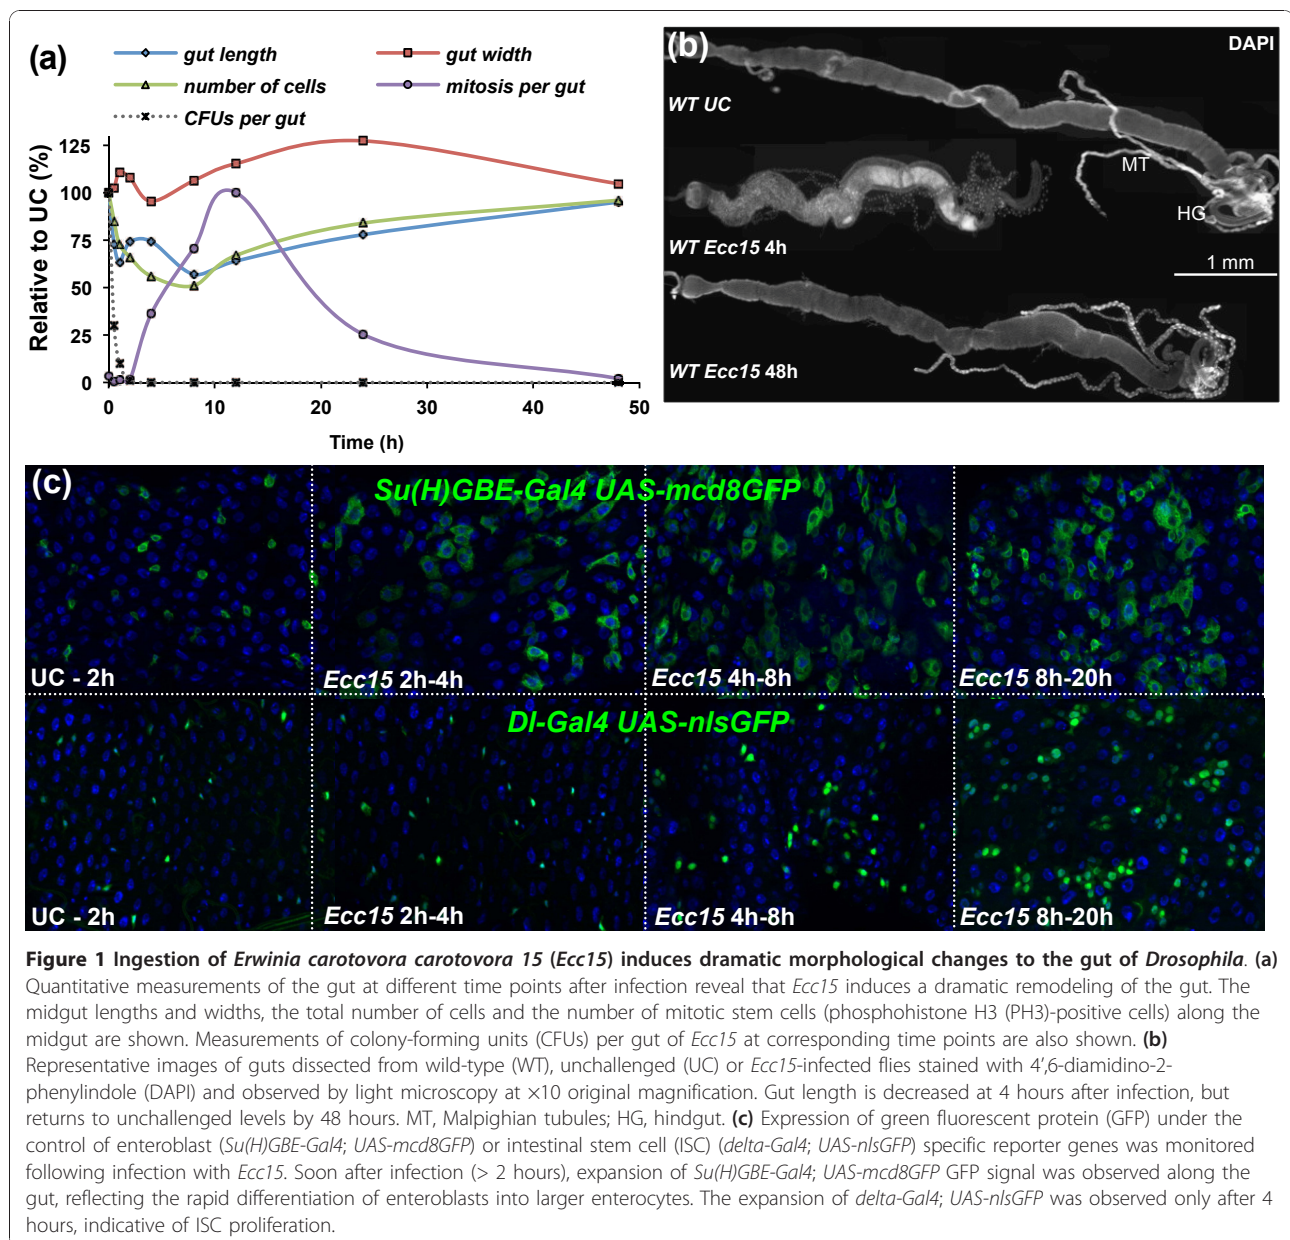 (a)
gut length
gut width
number of cells
mitosis per gut
CFUs per gut
Relative to UC (%)
125
100
75
50
25
0
0 10 20 30 40 50
Time (h)
(b)
DAPI
WT UC
MT
HG
WT Ecc15 4h
1 mm
WT Ecc15 48h
(c)
Su(H)GBE-Gal4 UAS-mcd8GFP
UC - 2h
Ecc15 2h-4h
Ecc15 4h-8h
Ecc15 8h-20h
Dl-Gal4 UAS-nlsGFP
UC - 2h
Ecc15 2h-4h
Ecc15 4h-8h
Ecc15 8h-20h
Figure 1 Ingestion of Erwinia carotovora carotovora 15 (Ecc15) induces dramatic morphological changes to the gut of Drosophila. (a)
Quantitative measurements of the gut at different time points after infection reveal that Ecc15 induces a dramatic remodeling of the gut. The
midgut lengths and widths, the total number of cells and the number of mitotic stem cells (phosphohistone H3 (PH3)-positive cells) along the
midgut are shown. Measurements of colony-forming units (CFUs) per gut of Ecc15 at corresponding time points are also shown. (b)
Representative images of guts dissected from wild-type (WT), unchallenged (UC) or Ecc15-infected flies stained with 4′,6-diamidino-2-
phenylindole (DAPI) and observed by light microscopy at ×10 original magnification. Gut length is decreased at 4 hours after infection, but
returns to unchallenged levels by 48 hours. MT, Malpighian tubules; HG, hindgut. (c) Expression of green fluorescent protein (GFP) under the
control of enteroblast (Su(H)GBE-Gal4; UAS-mcd8GFP) or intestinal stem cell (ISC) (delta-Gal4; UAS-nlsGFP) specific reporter genes was monitored
following infection with Ecc15. Soon after infection (> 2 hours), expansion of Su(H)GBE-Gal4; UAS-mcd8GFP GFP signal was observed along the
gut, reflecting the rapid differentiation of enteroblasts into larger enterocytes. The expansion of delta-Gal4; UAS-nlsGFP was observed only after 4
hours, indicative of ISC proliferation.